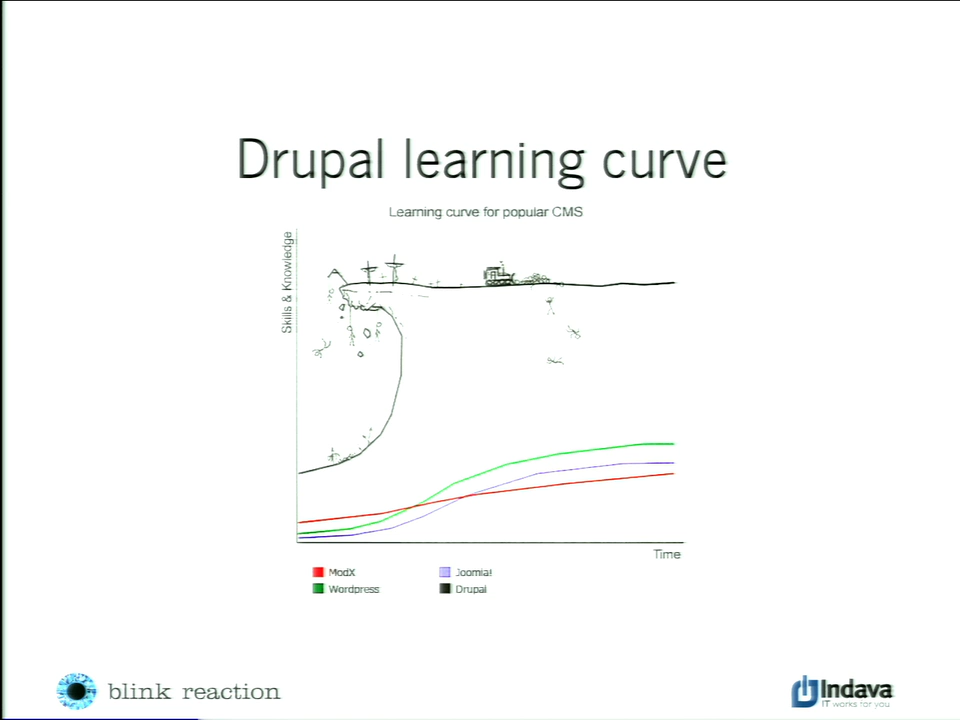 Drupal learning curve
Learning curve for popular CMS
Skills & Knowledge
Time
ModX
Joomla!
Wordpress
Drupal
blink reaction
Indava
IT works for you